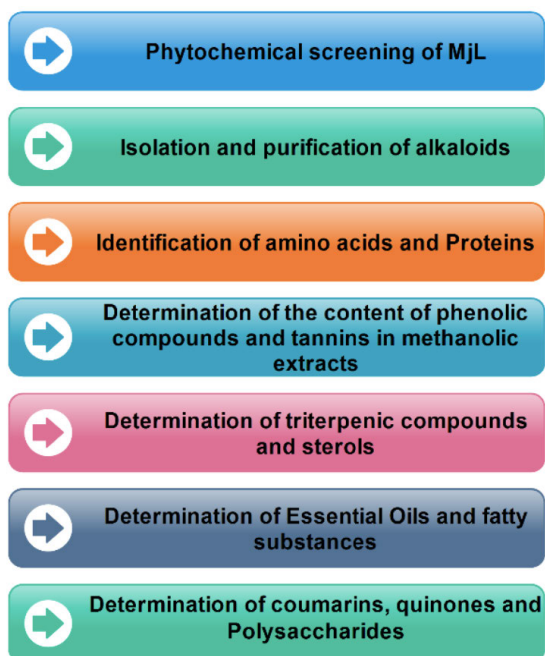 Phytochemical screening of MjL
Isolation and purification of alkaloids
Identification of amino acids and Proteins
Determination of the content of phenolic
compounds and tannins in methanolic
extracts
Determination of triterpenic compounds
and sterols
Determination of Essential Oils and fatty
substances
Determination of coumarins, quinones and
Polysaccharides